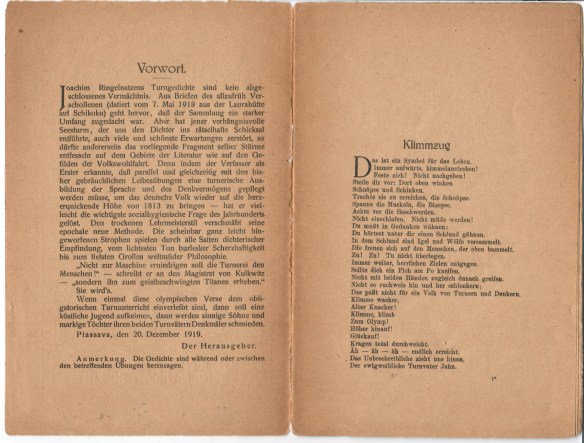 Vorwort.
Joachim Ringelnatzens Turngedichte sind kein abge-
schlossenes Vermächtnis. Aus Briefen des allzufrüh Ver-
schollenen (datiert vom 7. Mai 1918 aus der Laurahütte
auf Schikoku) geht hervor, daß der Sammlung ein starker
Umfang zugedacht war. Aber hat jener verhängnisvolle
Seesturm, der uns den Dichter ins rätselhafte Schicksal
entführte, auch viele und schönste Erwartungen zerstört, so
dürfte andererseits das vorliegende Fragment selber Stürme
entfesseln auf dem Gebiete der Literatur wie auf den Ge-
filden der Volkswohlfahrt. Denn indem der Verfasser als
Erster erkannte, daß parallel und gleichzeitig mit den bis-
her gebräuchlichen Leibesübungen eine turnerische Aus-
bildung der Sprache und des Denkvermögens gepflegt
werden müsse, um das deutsche Volk wieder auf die herz-
erquickende Höhe von 1813 zu bringen — hat er viel-
leicht die wichtigste sozialhygienische Frage des Jahrhunderts
gelöst. Den trockenen Lehrmeisterstil verschmäht seine
epochale neue Methode. Die scheinbar ganz leicht hin-
geworfenen Strophen spielen durch alle Saiten dichterischer
Empfindung, vom lichtesten Ton burlesker Scherzhaftigkeit
bis zum tiefsten Grollen weltmüder Philosophie.
„Nicht zur Maschine erniedrigen soll die Turnerei den
Menschen?“ — schreibt er an den Magistrat von Kulkwitz
— „sondern ihn zum geistbeschwingten Titanen erheben.“
Sie wird's.
Wenn einmal diese olympischen Verse dem obli-
gatorischen Turnunterricht einverleibt sind, dann soll eine
köstliche Jugend aufkeimen, dann werden sinnige Söhne und
markige Töchter ihren beiden Turnvätern Denkmäler schmieden.
Piassava, den 20. Dezember 1919.
Der Herausgeber.
Anmerkung. Die Gedichte sind während oder zwischen
den betreffenden Übungen herzusagen.
Klimmzug
Das ist ein Symbol für das Leben.
Immer aufwärts, himmelanstreben!
Feste zieh! Nicht nachgeben!
Stelle dir vor: Dort oben winken
Schnäpse und Schinken.
Trachte sie zu erreichen, die Schnäpse.
Spanne die Muskeln, die Bizepse.
Achte ver die Beschwerden.
Nicht einschlafen. Nicht müde werden!
Du mußt in Gedanken wähnen:
Du hörtest unter dir einen Schlund gähnen.
In dem Schlund sind Igel und Wölfe versammelt.
Die freuen sich auf den Menschen, der oben bammelt.
Zu! Zu! Tu nicht überlegen.
Immer weiter, herrlichen Zielen entgegen.
Sollte dich ein Floh am Po kneifen,
Nicht mit beiden Händen zugleich danach greifen.
Nicht so ruckweis hin und her schlenkern;
Das paßt nicht für ein Volk von Turnern und Denkern.
Klimme wacker,
Alter Knacker!
Klimme, klimb
Zum Olymp!
Höher hinauf!
Glückauf!
Kragen total durchweicht.
Äh — äh — äh — endlich erreicht.
Das Unbeschreibliche zieht uns hinan,
Der ewigweibliche Turnvater Jahn.
1*